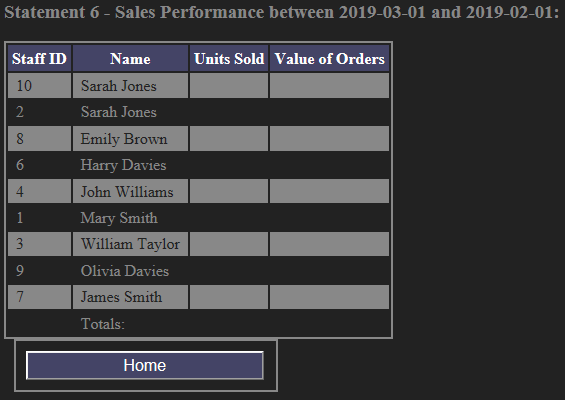 Statement 6 - Sales Performance between 2019-03-01 and 2019-02-01:
Staff ID Name Units Sold Value of Orders
10 Sarah Jones
2 Sarah Jones
8 Emily Brown
6 Harry Davies
4 John Williams
1 Mary Smith
3 William Taylor
9 Olivia Davies
7 James Smith
Totals:
Home